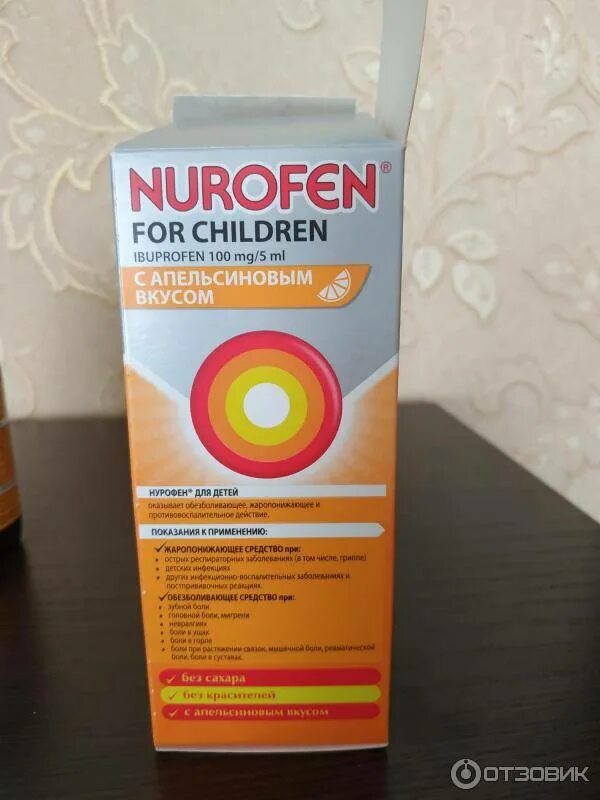 NUROFEN®
FOR CHILDREN
IBUPROFEN 100 mg/5 ml
С АПЕЛЬСИНОВЫМ
ВКУСОМ
НУРОФЕН® ДЛЯ ДЕТЕЙ
оказывает обезболивающее, жаропонижающее и
противовоспалительное действие.
ПОКАЗАНИЯ К ПРИМЕНЕНИЮ:
✓ЖАРОПОНИЖАЮЩЕЕ СРЕДСТВО при:
• острых респираторных заболеваниях (в том числе, гриппе)
• детских инфекциях
• других инфекционно-воспалительных заболеваниях и
постпрививочных реакциях.
✓ОБЕЗБОЛИВАЮЩЕЕ СРЕДСТВО при:
• зубной боли
• головной боли, мигрени
• невралгиях
• боли в ушах
• боли в горле
• боли при растяжении связок, мышечной боли, ревматической
боли, боли в суставах.
✓ без сахара
✓ без красителей
✓ с апельсиновым вкусом
ОТЗОВИК